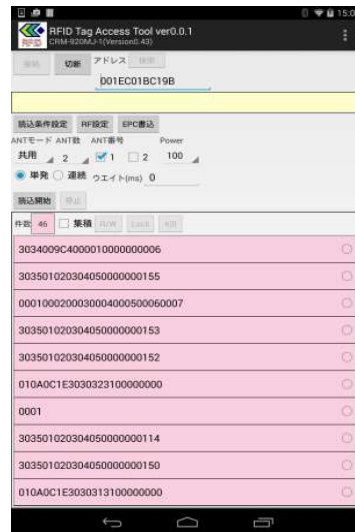 15:0
RFID Tag Access Tool ver0.0.1
CRM-920MJ-1(Version0.43)
RFID
接続 切断 アドレス 検索
001EC01BC19B
読込条件設定 RF設定 EPC書込
ANTモード ANT数 ANT番号 Power
共用 2 1 2 100
単発 連続 ウエイト(ms) 0
読込開始 停止
件数 46 集積 R/W Lock Kill
3034009C4000010000000006
303501020304050000000155
0001000200030004000500060007
303501020304050000000153
303501020304050000000152
010A0C1E3030323100000000
0001
303501020304050000000114
303501020304050000000150
010A0C1E3030313100000000